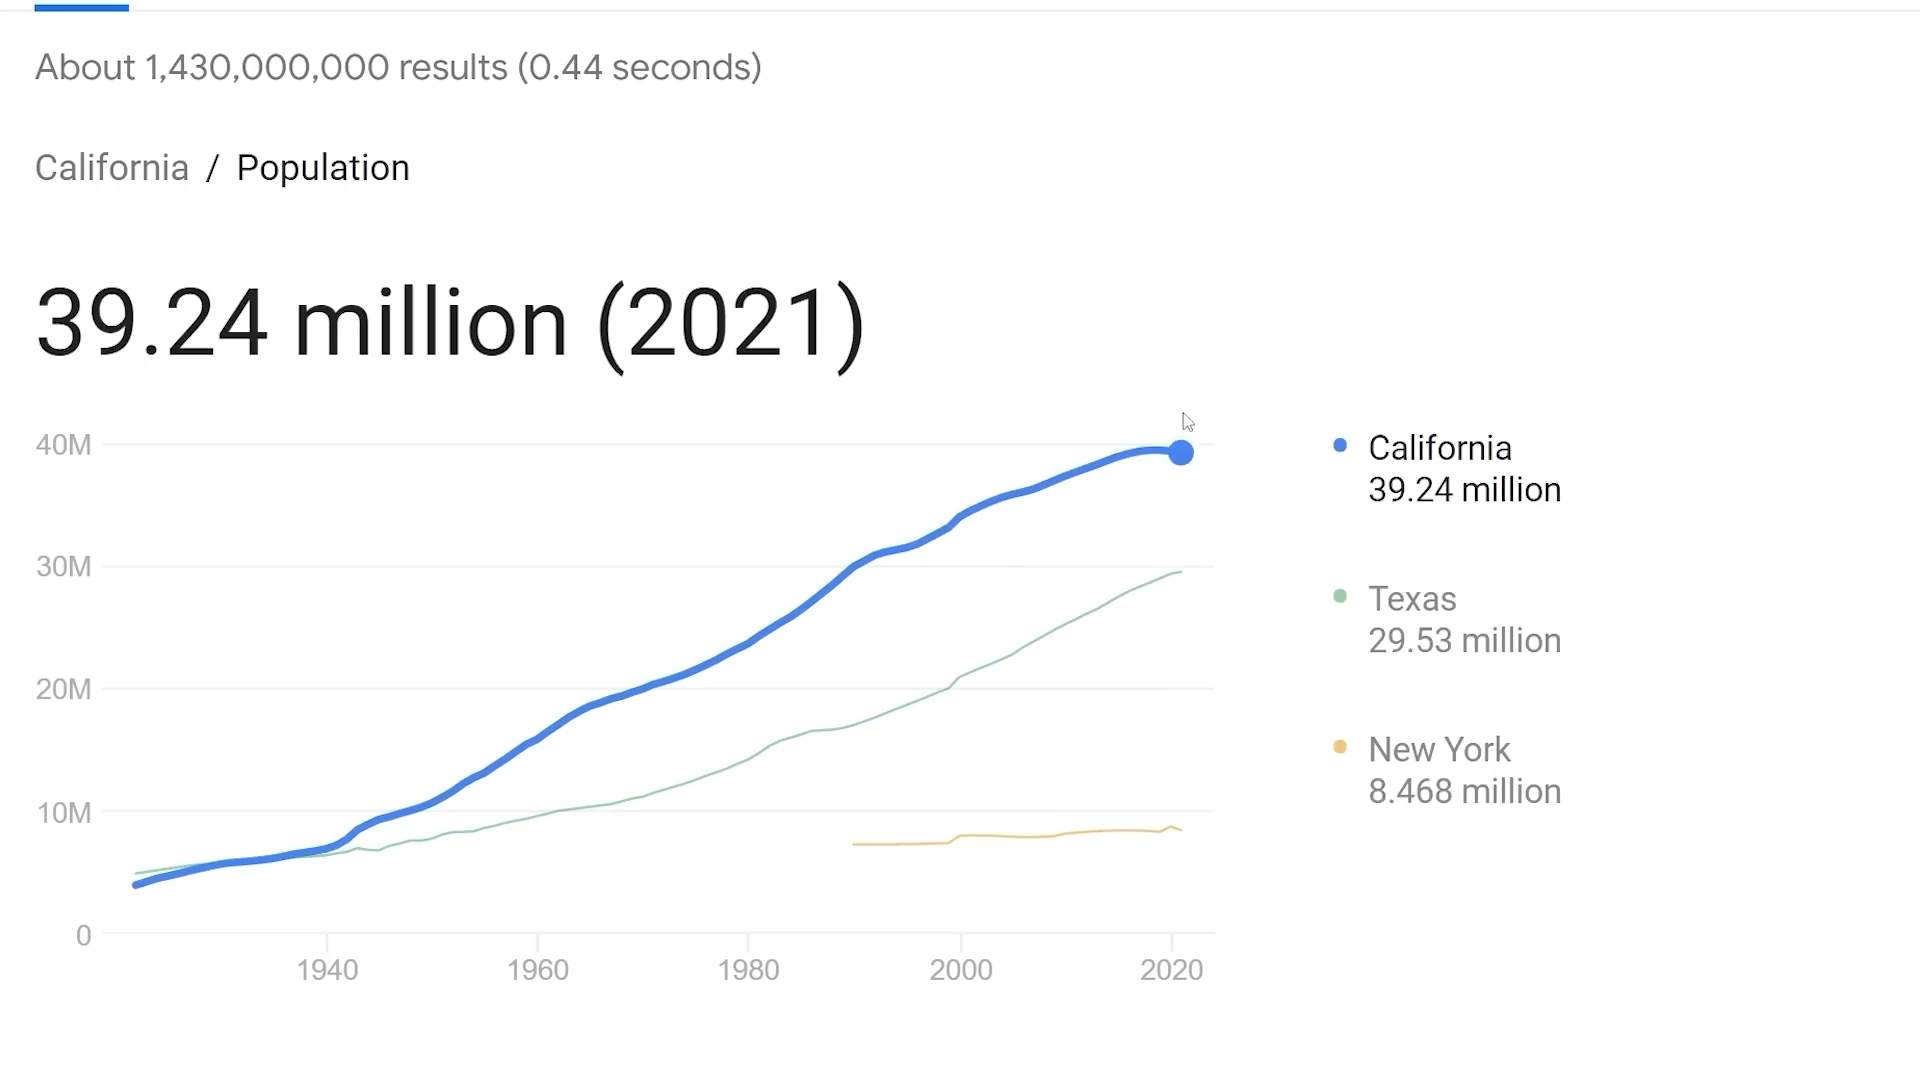 About 1,430,000,000 results (0.44 seconds)
California / Population
39.24 million (2021)
40M
30M
20M
10M
0
1940 1960 1980 2000 2020
California
39.24 million
Texas
29.53 million
New York
8.468 million